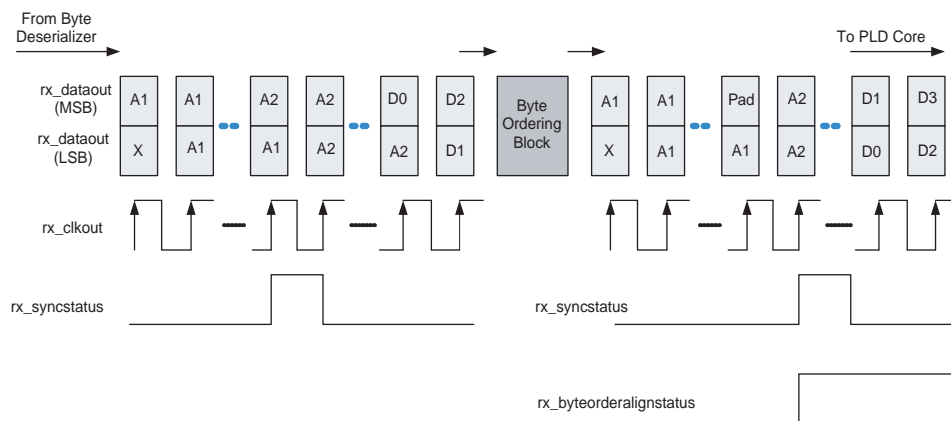 From Byte
Deserializer
To PLD Core
rx_dataout
(MSB)
A1 A1 A2 A2 D0 D2
rx_dataout
(LSB)
X A1 A1 A2 A2 D1
Byte
Ordering
Block
A1 A1 Pad A2 D1 D3
X A1 A1 A2 D0 D2
rx_clkout
rx_syncstatus
rx_syncstatus
rx_byteorderalignstatus